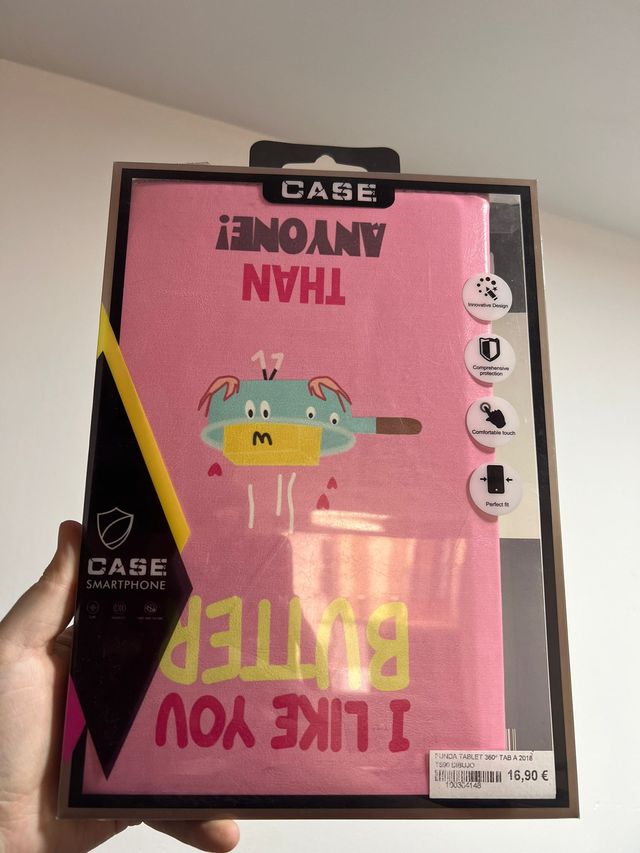 CASE
I LIKE YOU
BUTTER
THAN
ANYONE!
Innovative Design
Comprehensive
protection
Comfortable touch
Perfect fit
CASE
SMARTPHONE
FUNDA TABLET 360º TAB A 2018
T590 DIBUJO
16,90 €
100304148